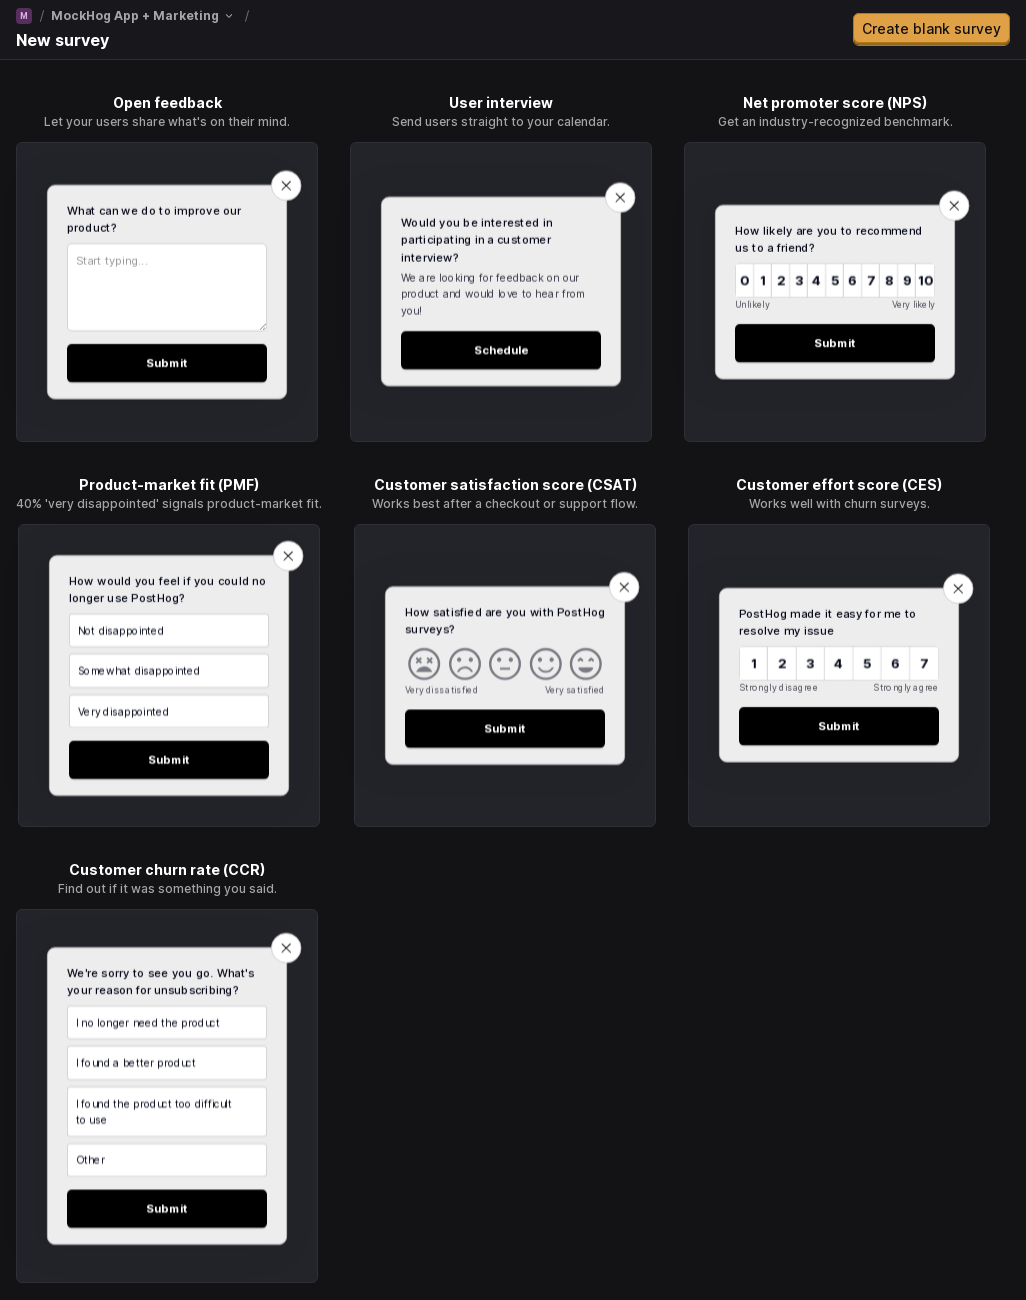 M / MockHog App + Marketing /
New survey
Create blank survey
Open feedback
Let your users share what's on their mind.
What can we do to improve our
product?
Start typing...
Submit
User interview
Send users straight to your calendar.
Would you be interested in
participating in a customer
interview?
We are looking for feedback on our
product and would love to hear from
you!
Schedule
Net promoter score (NPS)
Get an industry-recognized benchmark.
How likely are you to recommend
us to a friend?
0 1 2 3 4 5 6 7 8 9 10
Unlikely Very likely
Submit
Product-market fit (PMF)
40% 'very disappointed' signals product-market fit.
How would you feel if you could no
longer use PostHog?
Not disappointed
Somewhat disappointed
Very disappointed
Submit
Customer satisfaction score (CSAT)
Works best after a checkout or support flow.
How satisfied are you with PostHog
surveys?
Very dissatisfied Very satisfied
Submit
Customer effort score (CES)
Works well with churn surveys.
PostHog made it easy for me to
resolve my issue
1 2 3 4 5 6 7
Strongly disagree Strongly agree
Submit
Customer churn rate (CCR)
Find out if it was something you said.
We're sorry to see you go. What's
your reason for unsubscribing?
I no longer need the product
I found a better product
I found the product too difficult
to use
Other
Submit